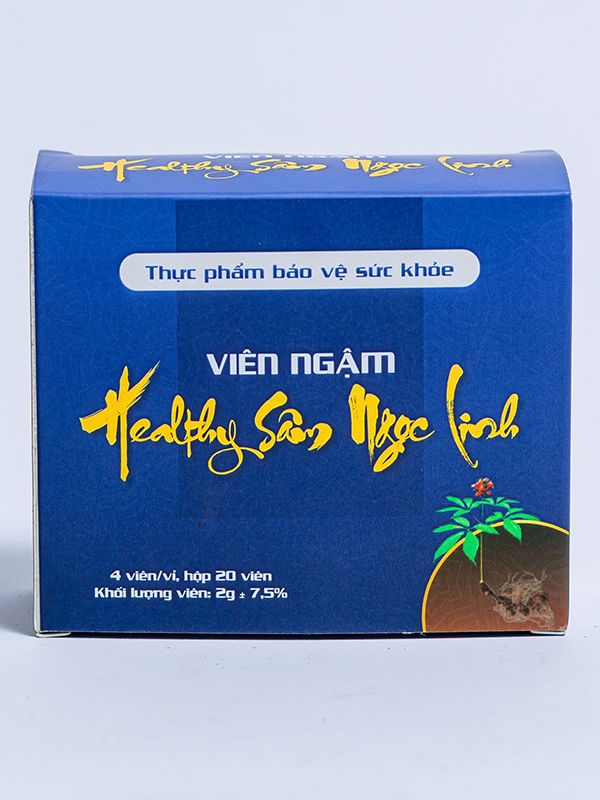 VIÊN NGẬM
Healthy Sâm Ngọc Linh
Thực phẩm bảo vệ sức khỏe
VIÊN NGẬM
Healthy Sâm Ngọc Linh
4 viên/vỉ, hộp 20 viên
Khối lượng viên: 2g ± 7,5%